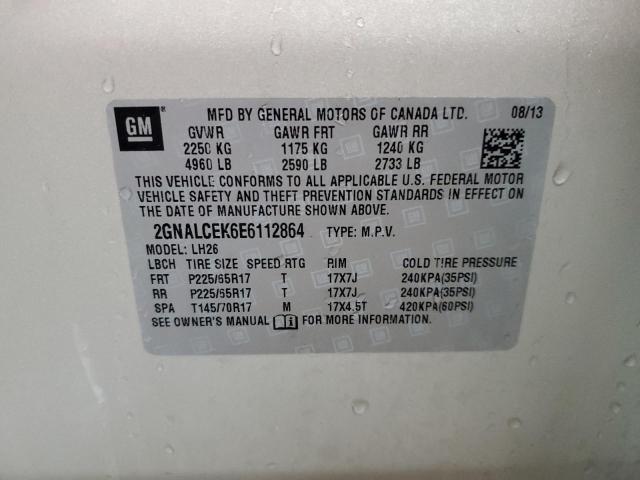 GM ®
MFD BY GENERAL MOTORS OF CANADA LTD. 08/13
GVWR GAWR FRT GAWR RR
2250 KG 1175 KG 1240 KG
4960 LB 2590 LB 2733 LB
THIS VEHICLE CONFORMS TO ALL APPLICABLE U.S. FEDERAL MOTOR
VEHICLE SAFETY AND THEFT PREVENTION STANDARDS IN EFFECT ON
THE DATE OF MANUFACTURE SHOWN ABOVE.
2GNALCEK6E6112864 TYPE: M.P.V.
MODEL: LH26
LBCH TIRE SIZE SPEED RTG RIM COLD TIRE PRESSURE
FRT P225/65R17 T 17X7J 240KPA(35PSI)
RR P225/65R17 T 17X7J 240KPA(35PSI)
SPA T145/70R17 M 17X4.5T 420KPA(60PSI)
SEE OWNER'S MANUAL FOR MORE INFORMATION.